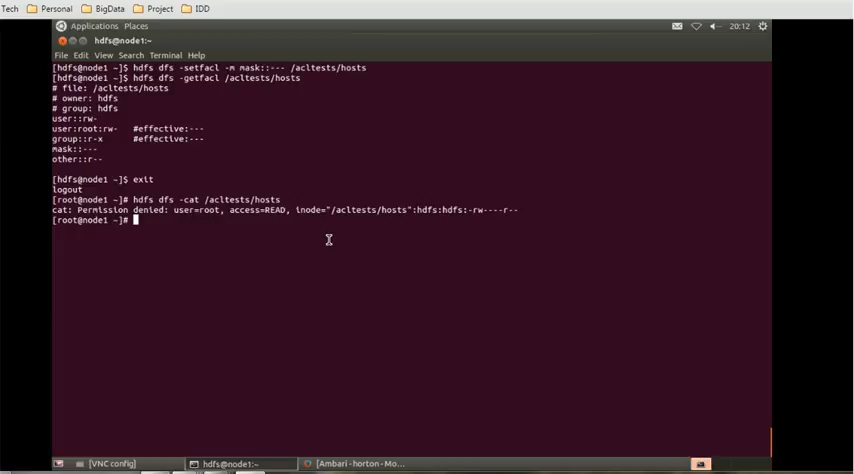 Tech Personal BigData Project IDD
Applications Places 20:12
hdfs@node1:~
File Edit View Search Terminal Help
[hdfs@node1 ~]$ hdfs dfs -setfacl -m mask::--- /acltests/hosts
[hdfs@node1 ~]$ hdfs dfs -getfacl /acltests/hosts
# file: /acltests/hosts
# owner: hdfs
# group: hdfs
user::rw-
user:root:rw- #effective:---
group::r-x #effective:---
mask::---
other::r--
[hdfs@node1 ~]$ exit
logout
[root@node1 ~]# hdfs dfs -cat /acltests/hosts
cat: Permission denied: user=root, access=READ, inode="/acltests/hosts":hdfs:hdfs:-rw----r--
[root@node1 ~]#
[VNC config] hdfs@node1:~ [Ambari - horton - Mo...